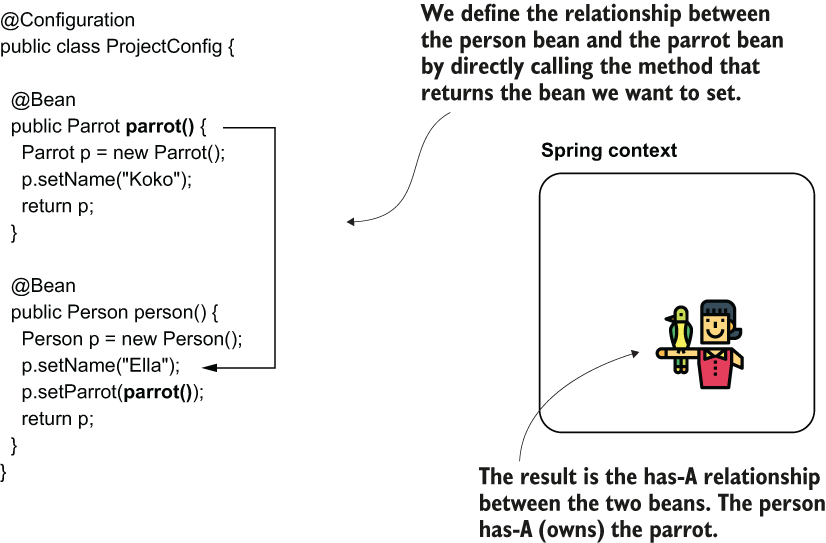 @Configuration
public class ProjectConfig {
@Bean
public Parrot parrot() {
Parrot p = new Parrot();
p.setName("Koko");
return p;
}
@Bean
public Person person() {
Person p = new Person();
p.setName("Ella");
p.setParrot(parrot());
return p;
}
}
We define the relationship between
the person bean and the parrot bean
by directly calling the method that
returns the bean we want to set.
Spring context
The result is the has-A relationship
between the two beans. The person
has-A (owns) the parrot.